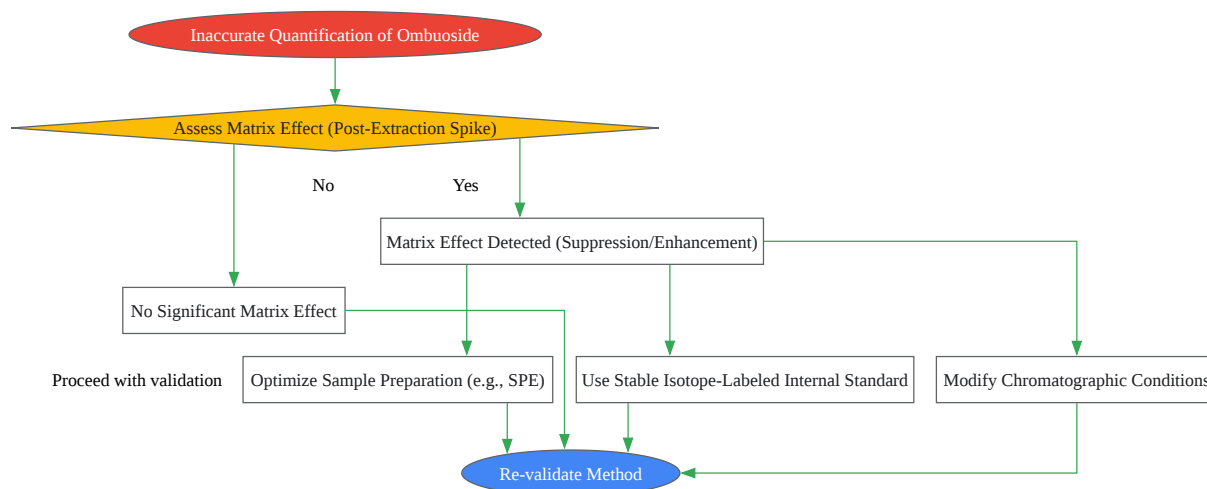 Inaccurate Quantification of Ombuoside
Assess Matrix Effect (Post-Extraction Spike)
No
Yes
Matrix Effect Detected (Suppression/Enhancement)
No Significant Matrix Effect
Proceed with validation
Optimize Sample Preparation (e.g., SPE)
Use Stable Isotope-Labeled Internal Standard
Modify Chromatographic Conditions
Re-validate Method